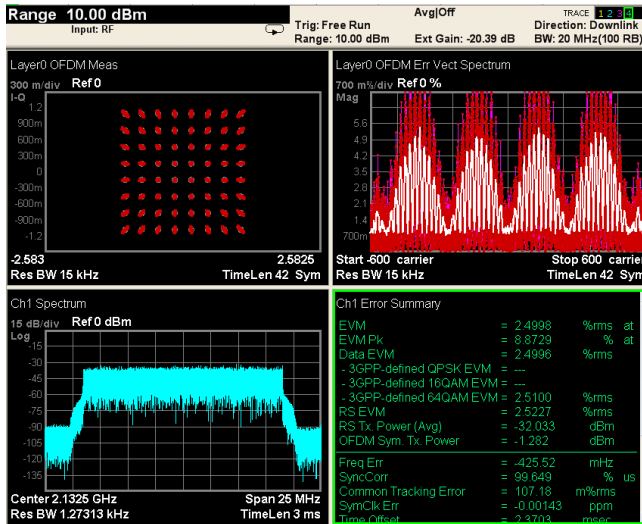 Range 10.00 dBm
Input: RF
Trig: Free Run
Range: 10.00 dBm
Avg|Off
Ext Gain: -20.39 dB
TRACE 1 2 3 4
Direction: Downlink
BW: 20 MHz(100 RB)
Layer0 OFDM Meas
300 m/div Ref 0
I-Q
1.2
900m
600m
300m
0
-300m
-600m
-900m
-1.2
-2.583 2.5825
Res BW 15 kHz TimeLen 42 Sym
Layer0 OFDM Err Vect Spectrum
700 m%/div Ref 0 %
Mag
5.6
4.9
4.2
3.5
2.8
2.1
1.4
700m
Start -600 carrier Stop 600 carrie
Res BW 15 kHz TimeLen 42 Sym
Ch1 Spectrum
15 dB/div Ref 0 dBm
Log
-15
-30
-45
-60
-75
-90
-105
-120
-135
Center 2.1325 GHz Span 25 MHz
Res BW 1.27313 kHz TimeLen 3 ms
Ch1 Error Summary
EVM = 2.4998 %rms at
EVM Pk = 8.8729 % at
Data EVM = 2.4996 %rms
- 3GPP-defined QPSK EVM = ---
- 3GPP-defined 16QAM EVM = ---
- 3GPP-defined 64QAM EVM = 2.5100 %rms
RS EVM = 2.5227 %rms
RS Tx. Power (Avg) = -32.033 dBm
OFDM Sym. Tx. Power = -1.282 dBm
Freq Err = -425.52 mHz
SyncCorr = 99.649 % us
Common Tracking Error = 107.18 m%rms
SymClk Err = -0.00143 ppm
Time Offset = 2.3703 msec